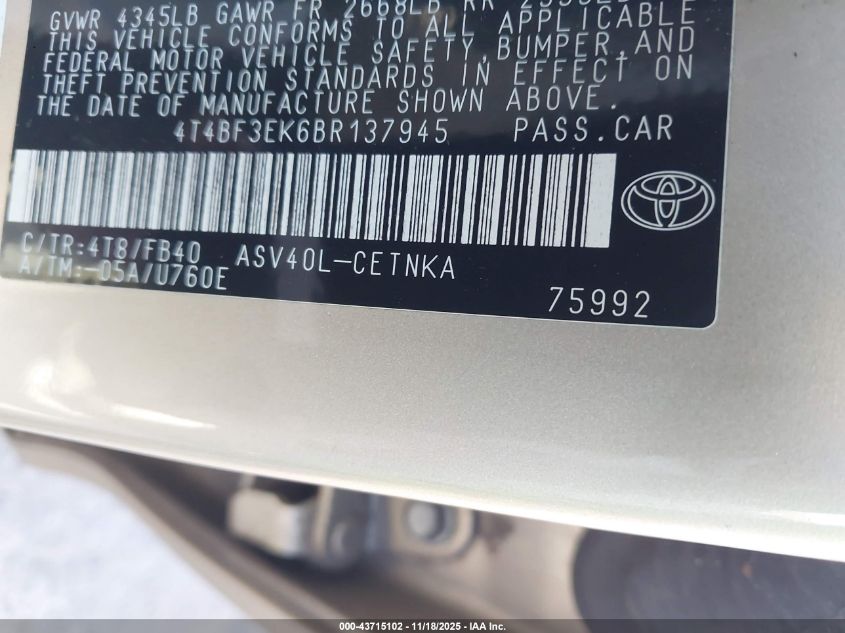 GVWR 4345LB GAWR FR 2668LB RR
THIS VEHICLE CONFORMS TO ALL APPLICABLE
FEDERAL MOTOR VEHICLE SAFETY, BUMPER, AND
THEFT PREVENTION STANDARDS IN EFFECT ON
THE DATE OF MANUFACTURE SHOWN ABOVE.
4T4BF3EK6BR137945 PASS.CAR
C/TR:4T8/FB40 ASV40L-CETNKA
A/TM:-05A/U760E
75992
000-43715102 - 11/18/2025 - IAA Inc.